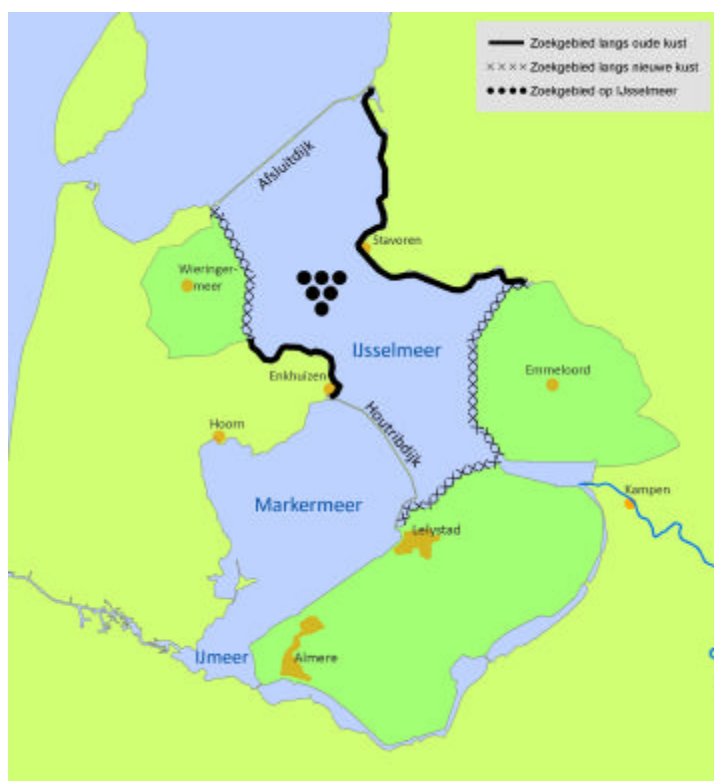 Zoekgebied langs oude kust
Zoekgebied langs nieuwe kust
Zoekgebied op IJsselmeer
Afsluitdijk
Stavoren
Wieringer-
meer
IJsselmeer
Enkhuizen
Emmeloord
Hoorn
Houtribdijk
Markermeer
Kampen
Lelystad
IJmeer
Almere